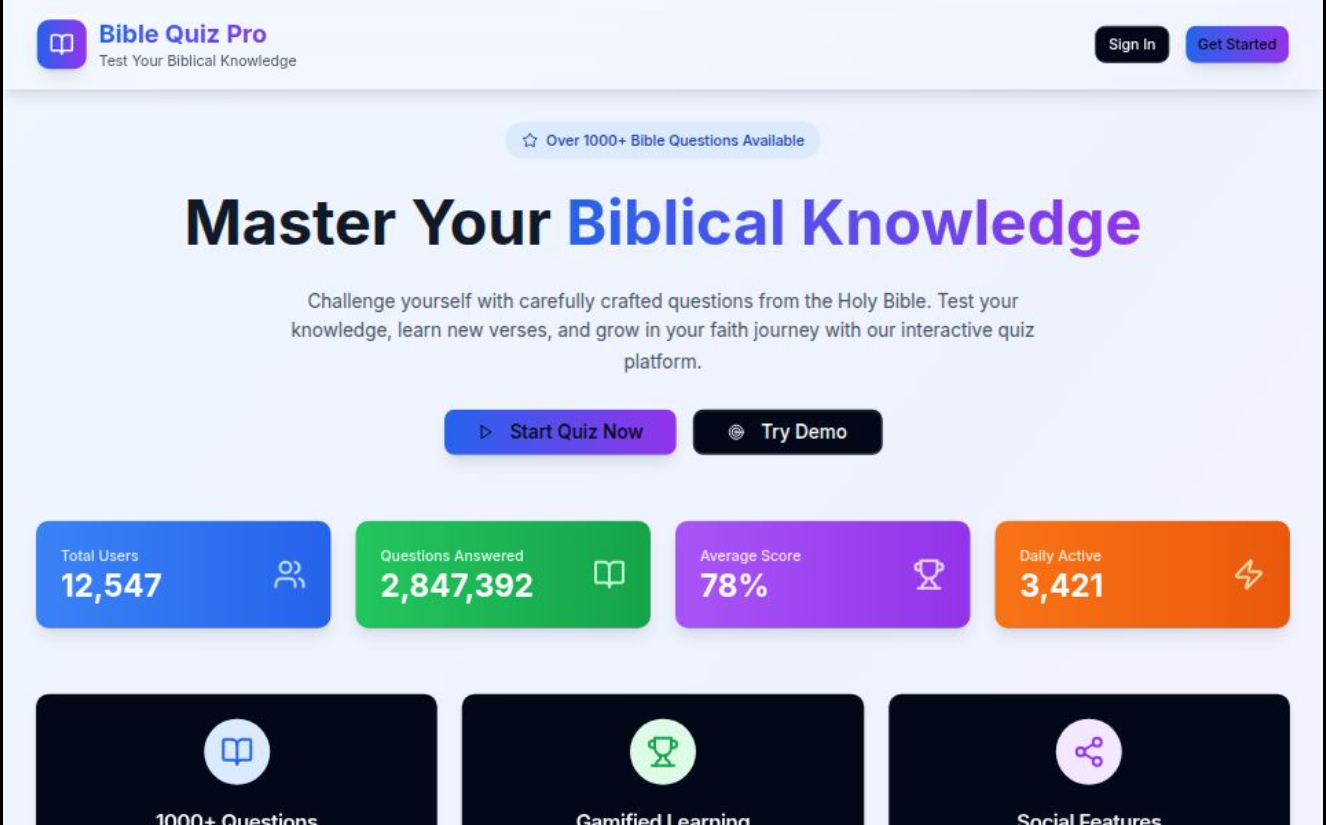 Bible Quiz Pro
Test Your Biblical Knowledge
Sign In
Get Started
Over 1000+ Bible Questions Available
Master Your Biblical Knowledge
Challenge yourself with carefully crafted questions from the Holy Bible. Test your
knowledge, learn new verses, and grow in your faith journey with our interactive quiz
platform.
Start Quiz Now
Try Demo
Total Users
12,547
Questions Answered
2,847,392
Average Score
78%
Daily Active
3,421
1000+ Questions
Gamified Learning
Social Features